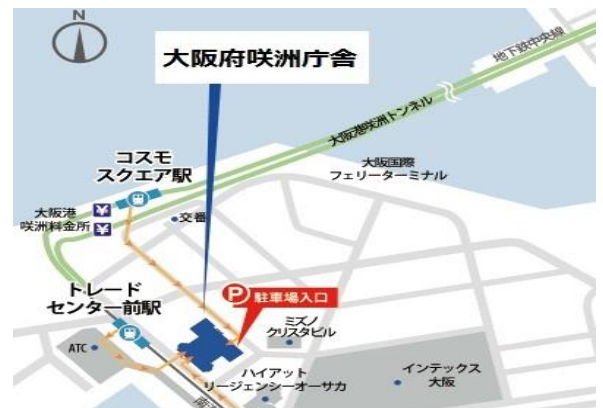 N
大阪府咲洲庁舎
地下鉄中央線
大阪港咲洲トンネル
コスモ
スクエア駅
大阪国際
フェリーターミナル
大阪港
咲洲料金所
¥
¥
交番
トレード
センター前駅
P 駐車場入口
ミズノ
クリスタビル
ATC
ハイアット
リージェンシーオーサカ
インテックス
大阪